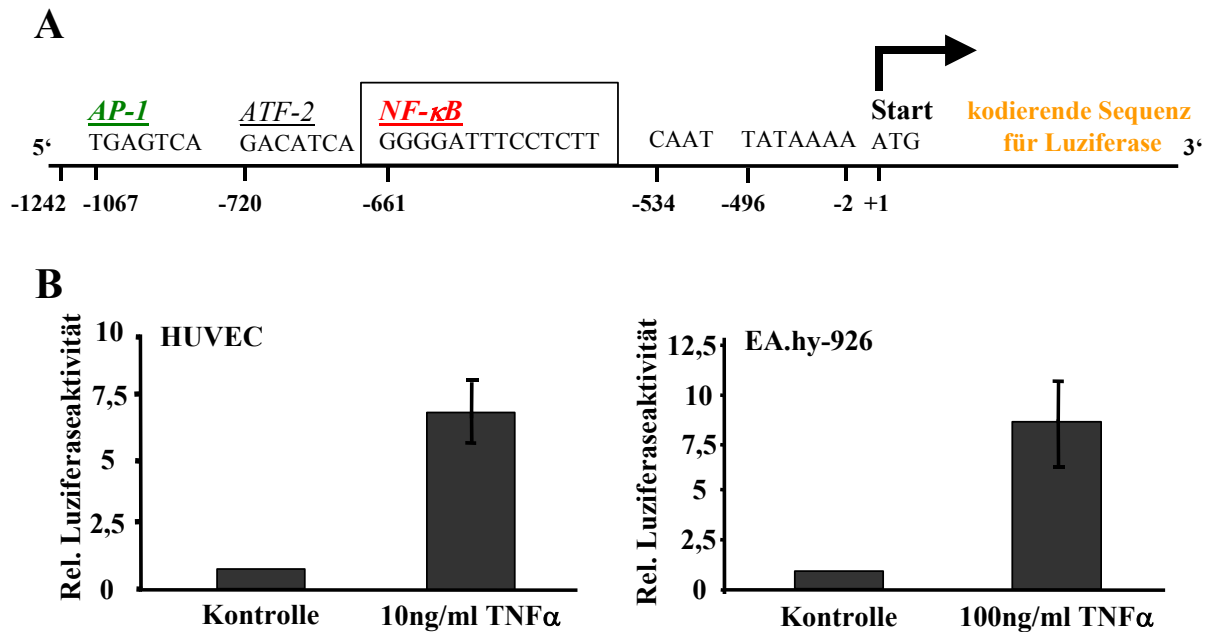 A
AP-1 ATF-2 NF-κB Start kodierende Sequenz
5‘ TGAGTCA GACATCA GGGGATTTCCTCTT CAAT TATAAAA ATG für Luziferase 3‘
-1242 -1067 -720 -661 -534 -496 -2 +1
B
Rel. Luziferaseaktivität
HUVEC
10
7,5
5
2,5
0
Kontrolle 10ng/ml TNFα
Rel. Luziferaseaktivität
EA.hy-926
12,5
10
7,5
5
2,5
0
Kontrolle 100ng/ml TNFα